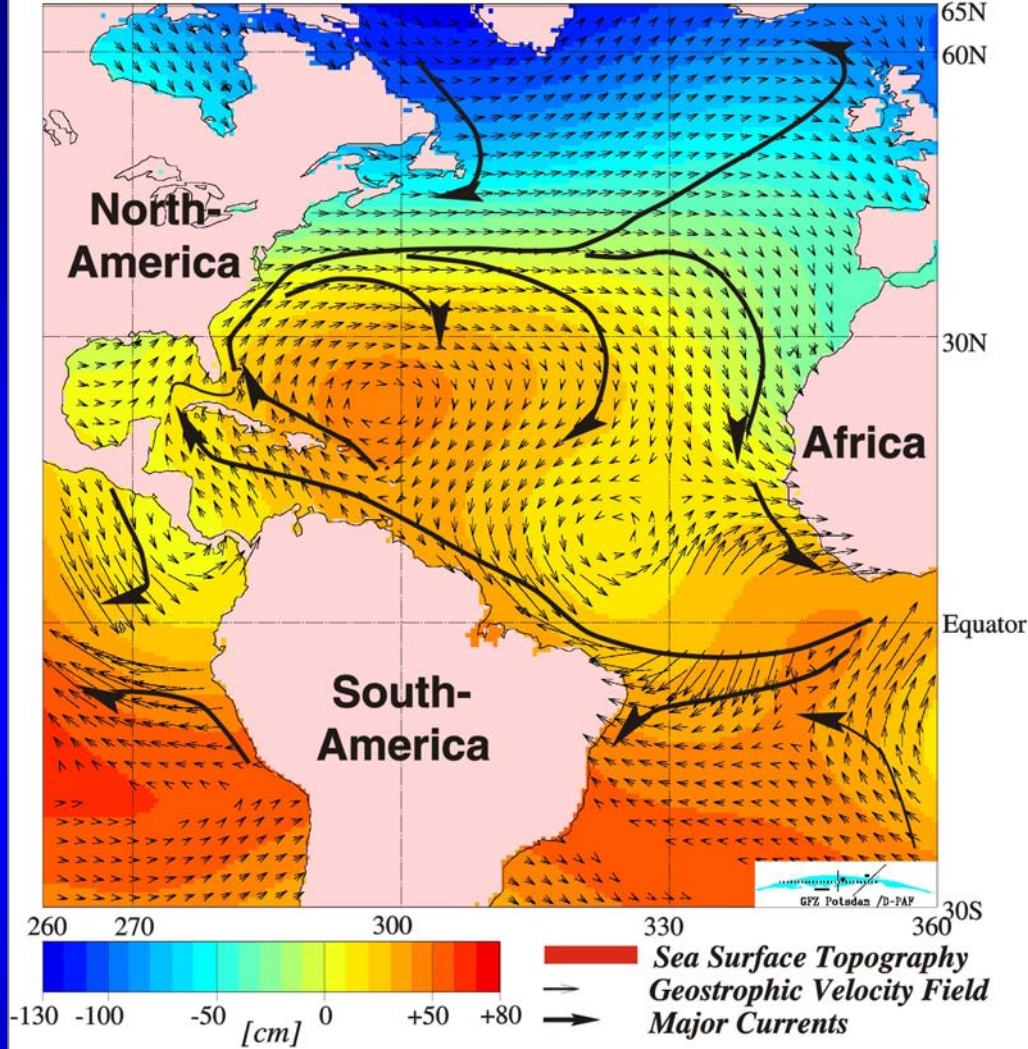 65N
60N
North-
America
30N
Africa
Equator
South-
America
GFZ Potsdam /D-PAF
30S
260 270 300 330 360
Sea Surface Topography
Geostrophic Velocity Field
Major Currents
-130 -100 -50 0 +50 +80
[cm]